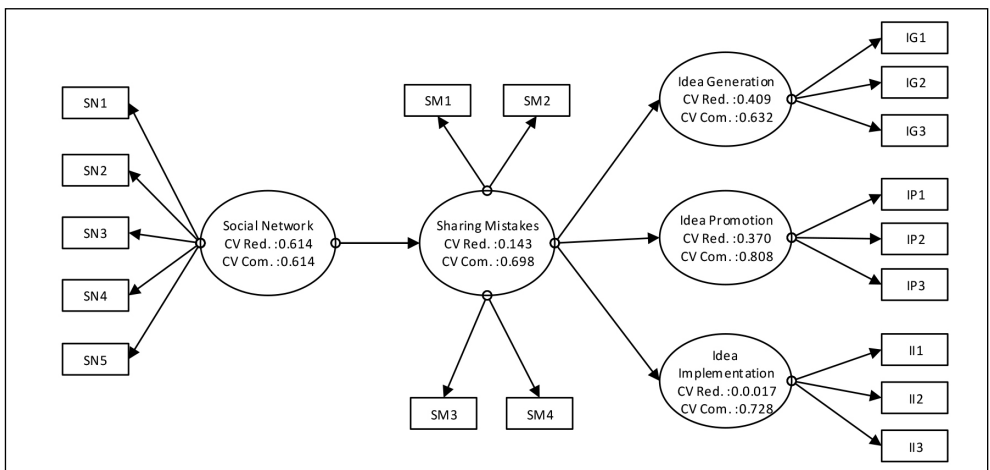 SN1
SN2
SN3
SN4
SN5
Social Network
CV Red. :0.614
CV Com. :0.614
SM1
SM2
Sharing Mistakes
CV Red. :0.143
CV Com. :0.698
SM3
SM4
Idea Generation
CV Red. :0.409
CV Com. :0.632
IG1
IG2
IG3
Idea Promotion
CV Red. :0.370
CV Com. :0.808
IP1
IP2
IP3
Idea
Implementation
CV Red. :0.0.017
CV Com. :0.728
II1
II2
II3